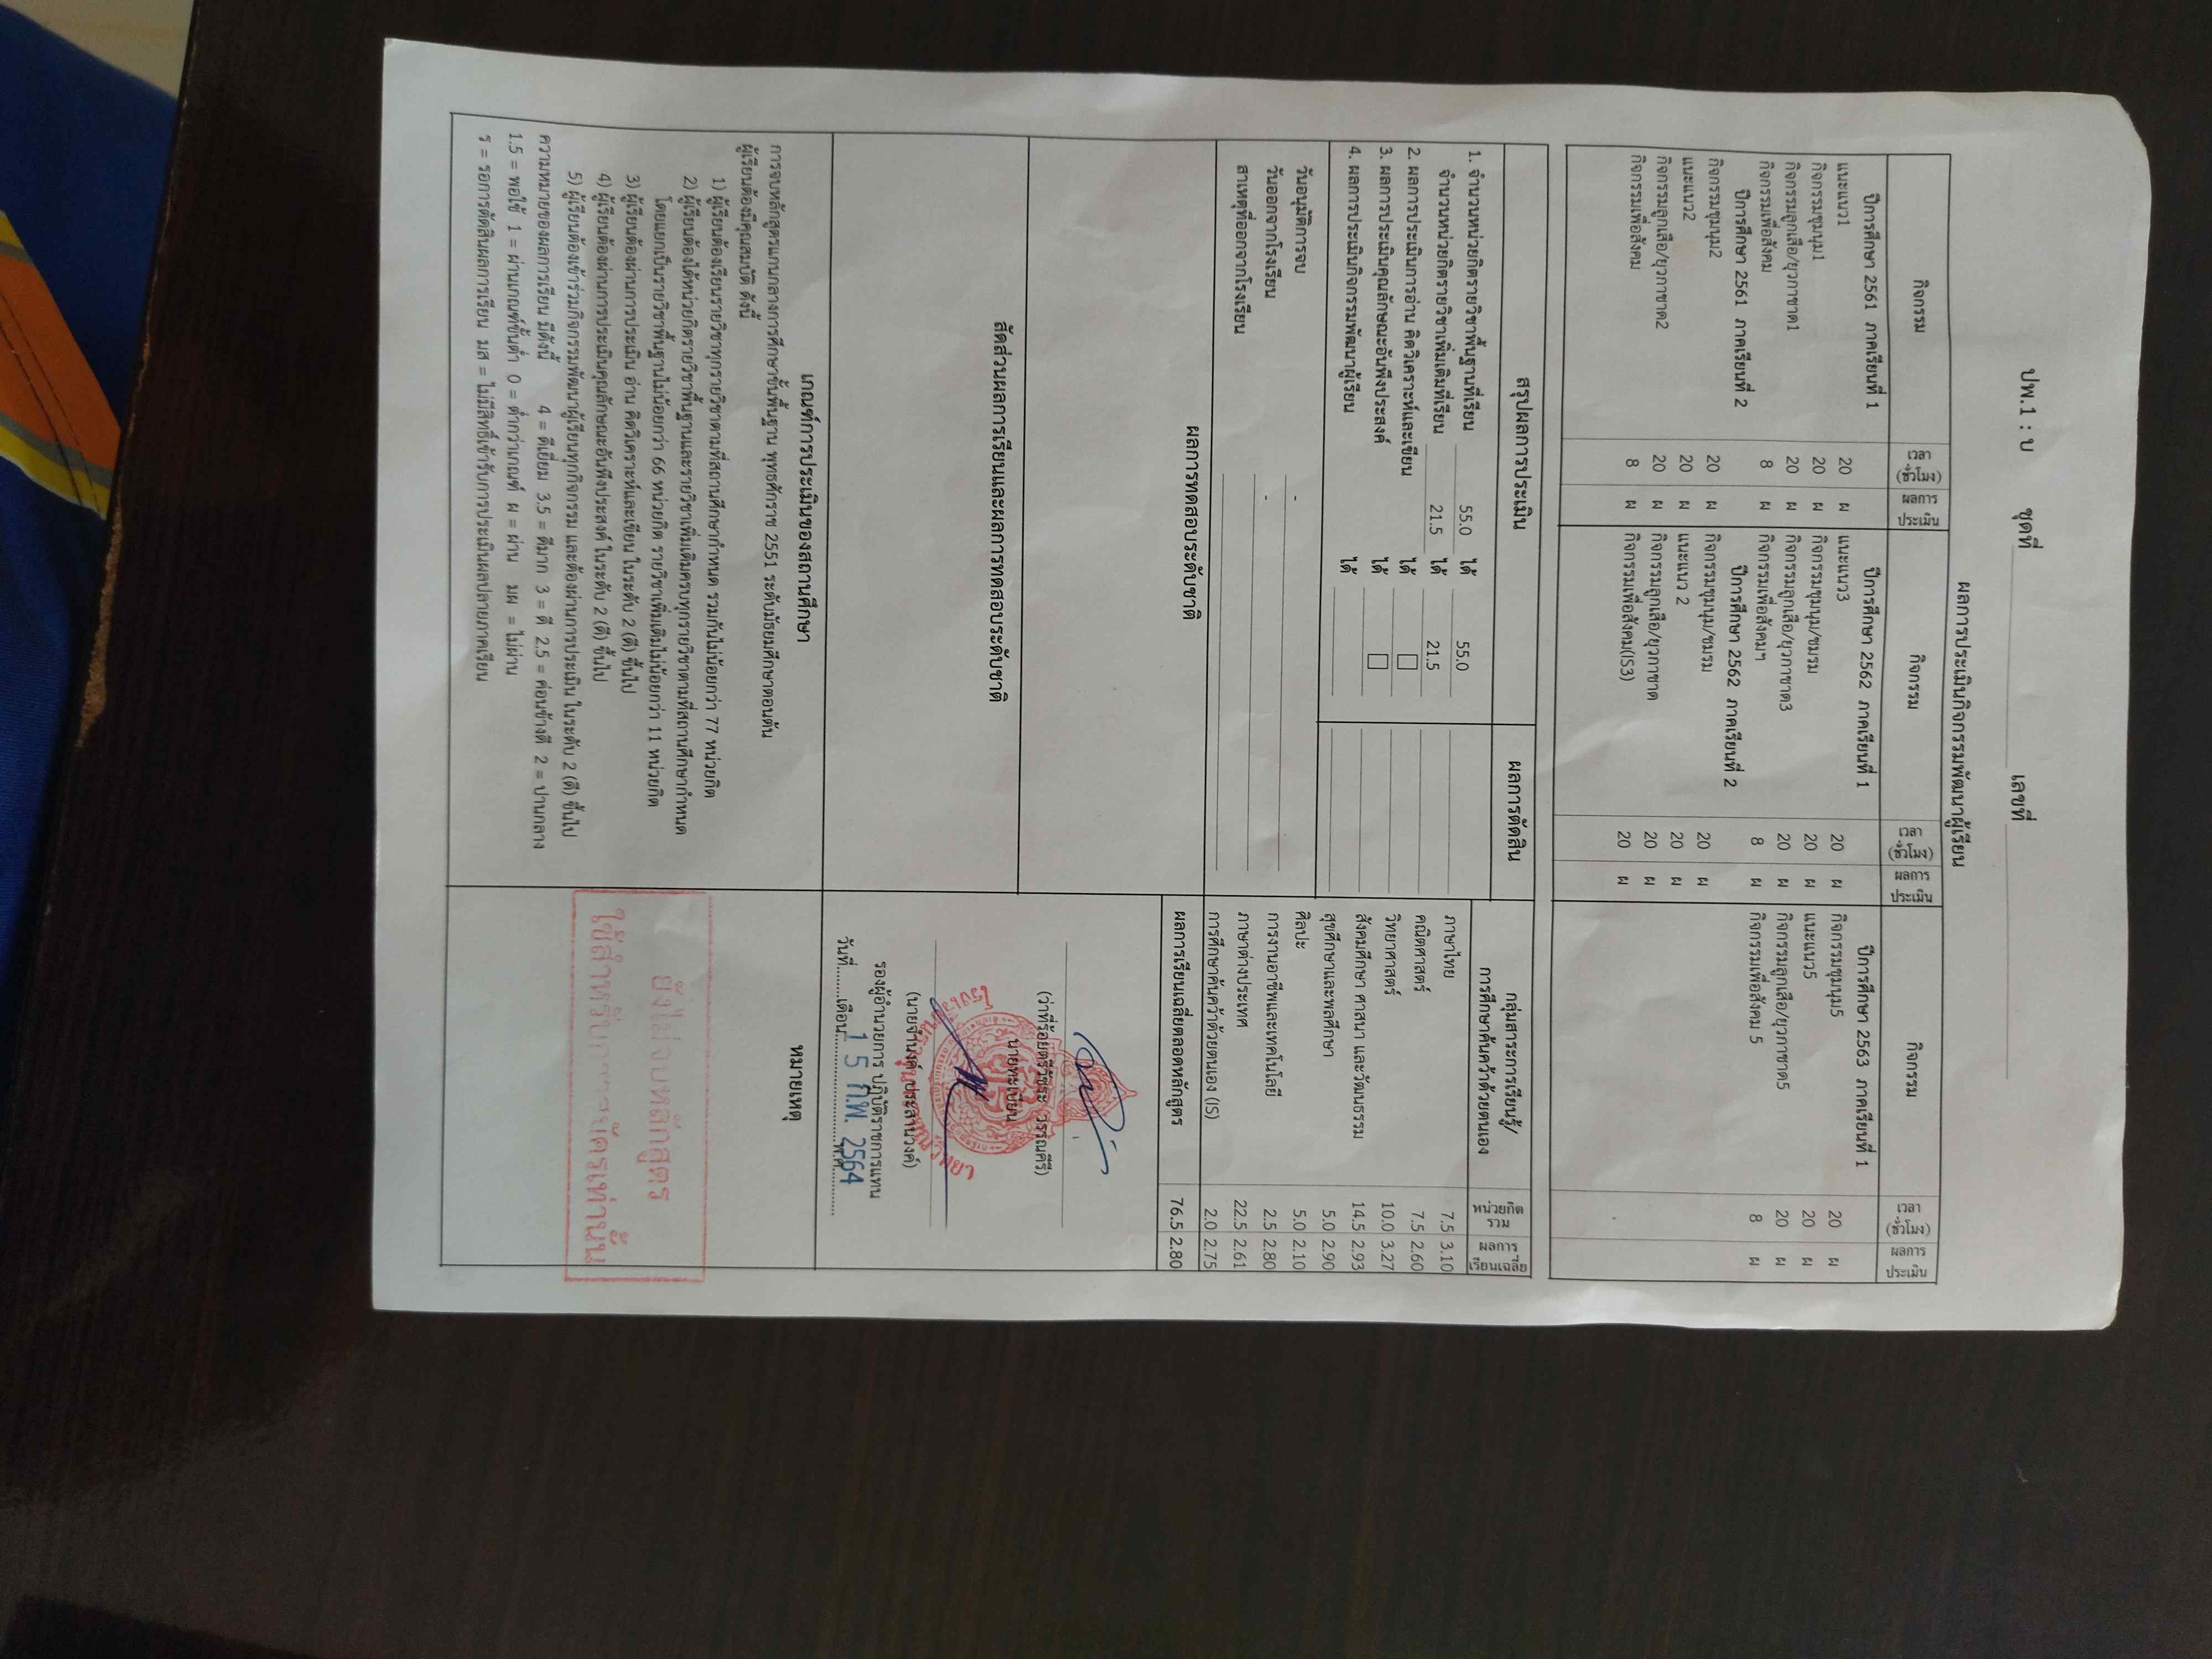 ปพ.1 : บ ชุดที่ เลขที่
ผลการประเมินกิจกรรมพัฒนาผู้เรียน
กิจกรรม เวลา (ชั่วโมง) ผลการประเมิน กิจกรรม เวลา (ชั่วโมง) ผลการประเมิน กิจกรรม เวลา (ชั่วโมง) ผลการประเมิน
ปีการศึกษา 2561 ภาคเรียนที่ 1
แนะแนว1 20 ผ
กิจกรรมชุมนุม1 20 ผ
กิจกรรมลูกเสือ/ยุวกาชาด1 20 ผ
กิจกรรมเพื่อสังคม 8 ผ
ปีการศึกษา 2561 ภาคเรียนที่ 2
กิจกรรมชุมนุม2 20 ผ
แนะแนว2 20 ผ
กิจกรรมลูกเสือ/ยุวกาชาด2 20 ผ
กิจกรรมเพื่อสังคม 8 ผ
ปีการศึกษา 2562 ภาคเรียนที่ 1
แนะแนว3 20 ผ
กิจกรรมชุมนุม/ชมรม 20 ผ
กิจกรรมลูกเสือ/ยุวกาชาด3 20 ผ
กิจกรรมเพื่อสังคมฯ 8 ผ
ปีการศึกษา 2562 ภาคเรียนที่ 2
กิจกรรมชุมนุม/ชมรม 20 ผ
แนะแนว 2 20 ผ
กิจกรรมลูกเสือ/ยุวกาชาด 20 ผ
กิจกรรมเพื่อสังคม(IS3) 20 ผ
ปีการศึกษา 2563 ภาคเรียนที่ 1
กิจกรรมชุมนุม5 20 ผ
แนะแนว5 20 ผ
กิจกรรมลูกเสือ/ยุวกาชาด5 20 ผ
กิจกรรมเพื่อสังคม 5 8 ผ
สรุปผลการประเมิน ผลการตัดสิน
1. จำนวนหน่วยกิตรายวิชาพื้นฐานที่เรียน 55.0 ได้ 55.0
จำนวนหน่วยกิตรายวิชาเพิ่มเติมที่เรียน 21.5 ได้ 21.5
2. ผลการประเมินการอ่าน คิดวิเคราะห์และเขียน ได้
3. ผลการประเมินคุณลักษณะอันพึงประสงค์ ได้
4. ผลการประเมินกิจกรรมพัฒนาผู้เรียน ได้
วันอนุมัติการจบ -
วันออกจากโรงเรียน -
สาเหตุที่ออกจากโรงเรียน
ผลการทดสอบระดับชาติ
สัดส่วนผลการเรียนและผลการทดสอบระดับชาติ
กลุ่มสาระการเรียนรู้/ การศึกษาค้นคว้าด้วยตนเอง หน่วยกิตรวม ผลการเรียนเฉลี่ย
ภาษาไทย 7.5 3.10
คณิตศาสตร์ 7.5 2.60
วิทยาศาสตร์ 10.0 3.27
สังคมศึกษา ศาสนา และวัฒนธรรม 14.5 2.93
สุขศึกษาและพลศึกษา 5.0 2.90
ศิลปะ 5.0 2.10
การงานอาชีพและเทคโนโลยี 2.5 2.80
ภาษาต่างประเทศ 22.5 2.61
การศึกษาค้นคว้าด้วยตนเอง (IS) 2.0 2.75
ผลการเรียนเฉลี่ยตลอดหลักสูตร 76.5 2.80
(ว่าที่ร้อยตรีวัชระ วรรณคีรี)
นายทะเบียน
(นายจำนงค์ ประสานวงค์)
รองผู้อำนวยการ ปฏิบัติราชการแทน
วันที่ เดือน พ.ศ.
1 5 ก.พ. 2564
เกณฑ์การประเมินของสถานศึกษา
การจบหลักสูตรแกนกลางการศึกษาขั้นพื้นฐาน พุทธศักราช 2551 ระดับมัธยมศึกษาตอนต้น
ผู้เรียนต้องมีคุณสมบัติ ดังนี้
1) ผู้เรียนต้องเรียนรายวิชาทุกรายวิชาตามที่สถานศึกษากำหนด รวมกันไม่น้อยกว่า 77 หน่วยกิต
2) ผู้เรียนต้องได้หน่วยกิตรายวิชาพื้นฐานและรายวิชาเพิ่มเติมครบทุกรายวิชาตามที่สถานศึกษากำหนด
โดยแยกเป็นรายวิชาพื้นฐานไม่น้อยกว่า 66 หน่วยกิต รายวิชาเพิ่มเติมไม่น้อยกว่า 11 หน่วยกิต
3) ผู้เรียนต้องผ่านการประเมิน อ่าน คิดวิเคราะห์และเขียน ในระดับ 2 (ดี) ขึ้นไป
4) ผู้เรียนต้องผ่านการประเมินคุณลักษณะอันพึงประสงค์ ในระดับ 2 (ดี) ขึ้นไป
5) ผู้เรียนต้องเข้าร่วมกิจกรรมพัฒนาผู้เรียนทุกกิจกรรม และต้องผ่านการประเมิน ในระดับ 2 (ดี) ขึ้นไป
ความหมายของผลการเรียน มีดังนี้ 4 = ดีเยี่ยม 3.5 = ดีมาก 3 = ดี 2.5 = ค่อนข้างดี 2 = ปานกลาง
1.5 = พอใช้ 1 = ผ่านเกณฑ์ขั้นต่ำ 0 = ต่ำกว่าเกณฑ์ ผ = ผ่าน มผ = ไม่ผ่าน
ร = รอการตัดสินผลการเรียน มส = ไม่มีสิทธิ์เข้ารับการประเมินผลปลายภาคเรียน
หมายเหตุ
ยังไม่จบหลักสูตร
ใช้สำหรับการสมัครเท่านั้น